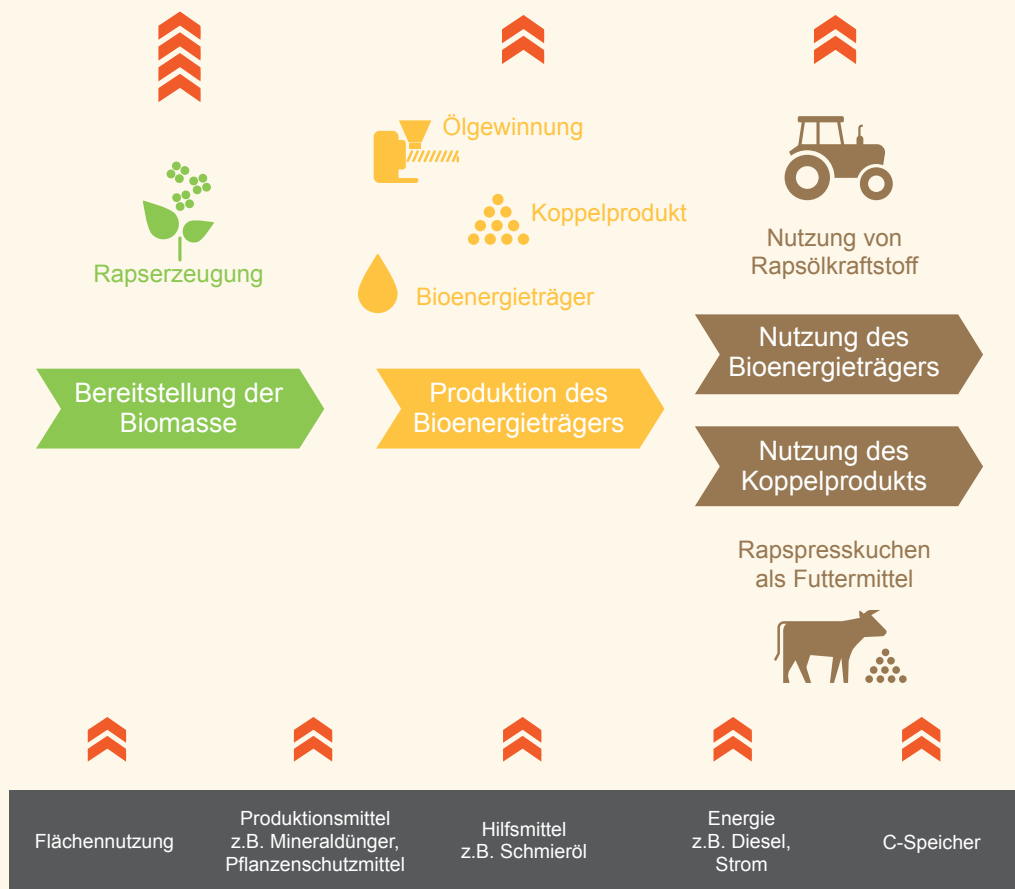 Ölgewinnung
Koppelprodukt
Rapserzeugung
Bioenergieträger
Nutzung von
Rapsölkraftstoff
Bereitstellung der
Biomasse
Produktion des
Bioenergieträgers
Nutzung des
Bioenergieträgers
Nutzung des
Koppelprodukts
Rapspresskuchen
als Futtermittel
Flächennutzung
Produktionsmittel
z.B. Mineraldünger,
Pflanzenschutzmittel
Hilfsmittel
z.B. Schmieröl
Energie
z.B. Diesel,
Strom
C-Speicher